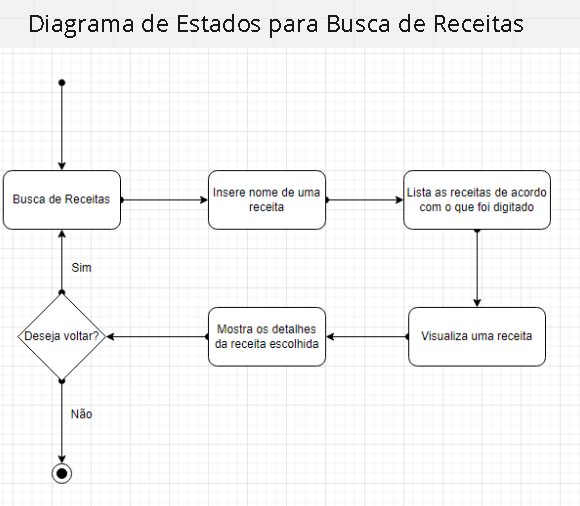 Diagrama de Estados para Busca de Receitas
Busca de Receitas
Insere nome de uma
receita
Lista as receitas de acordo
com o que foi digitado
Sim
Deseja voltar?
Mostra os detalhes
da receita escolhida
Visualiza uma receita
Não